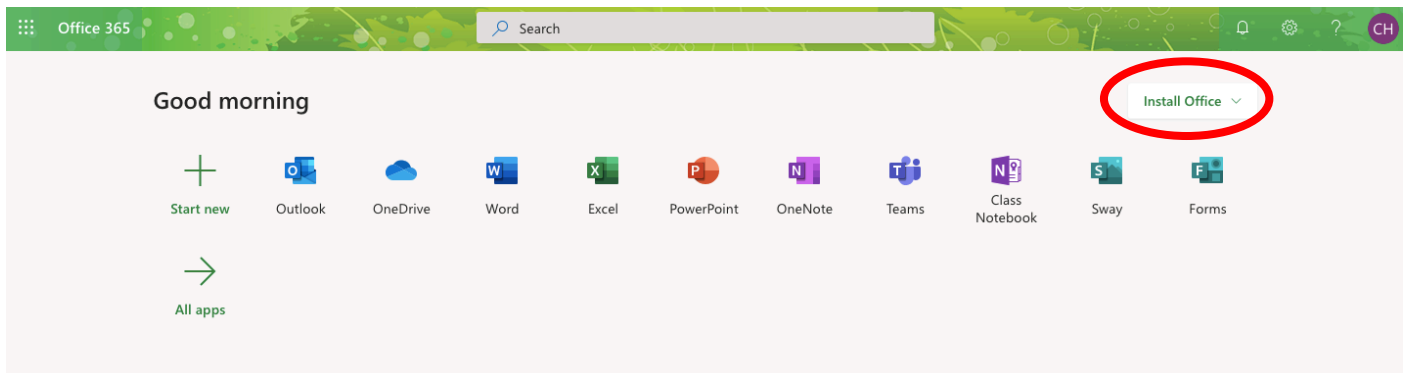 Office 365
Search
?
CH
Good morning
Install Office
Start new
O
Outlook
OneDrive
W
Word
X
Excel
P
PowerPoint
N
OneNote
T
Teams
N
Class
Notebook
S
Sway
F
Forms
All apps